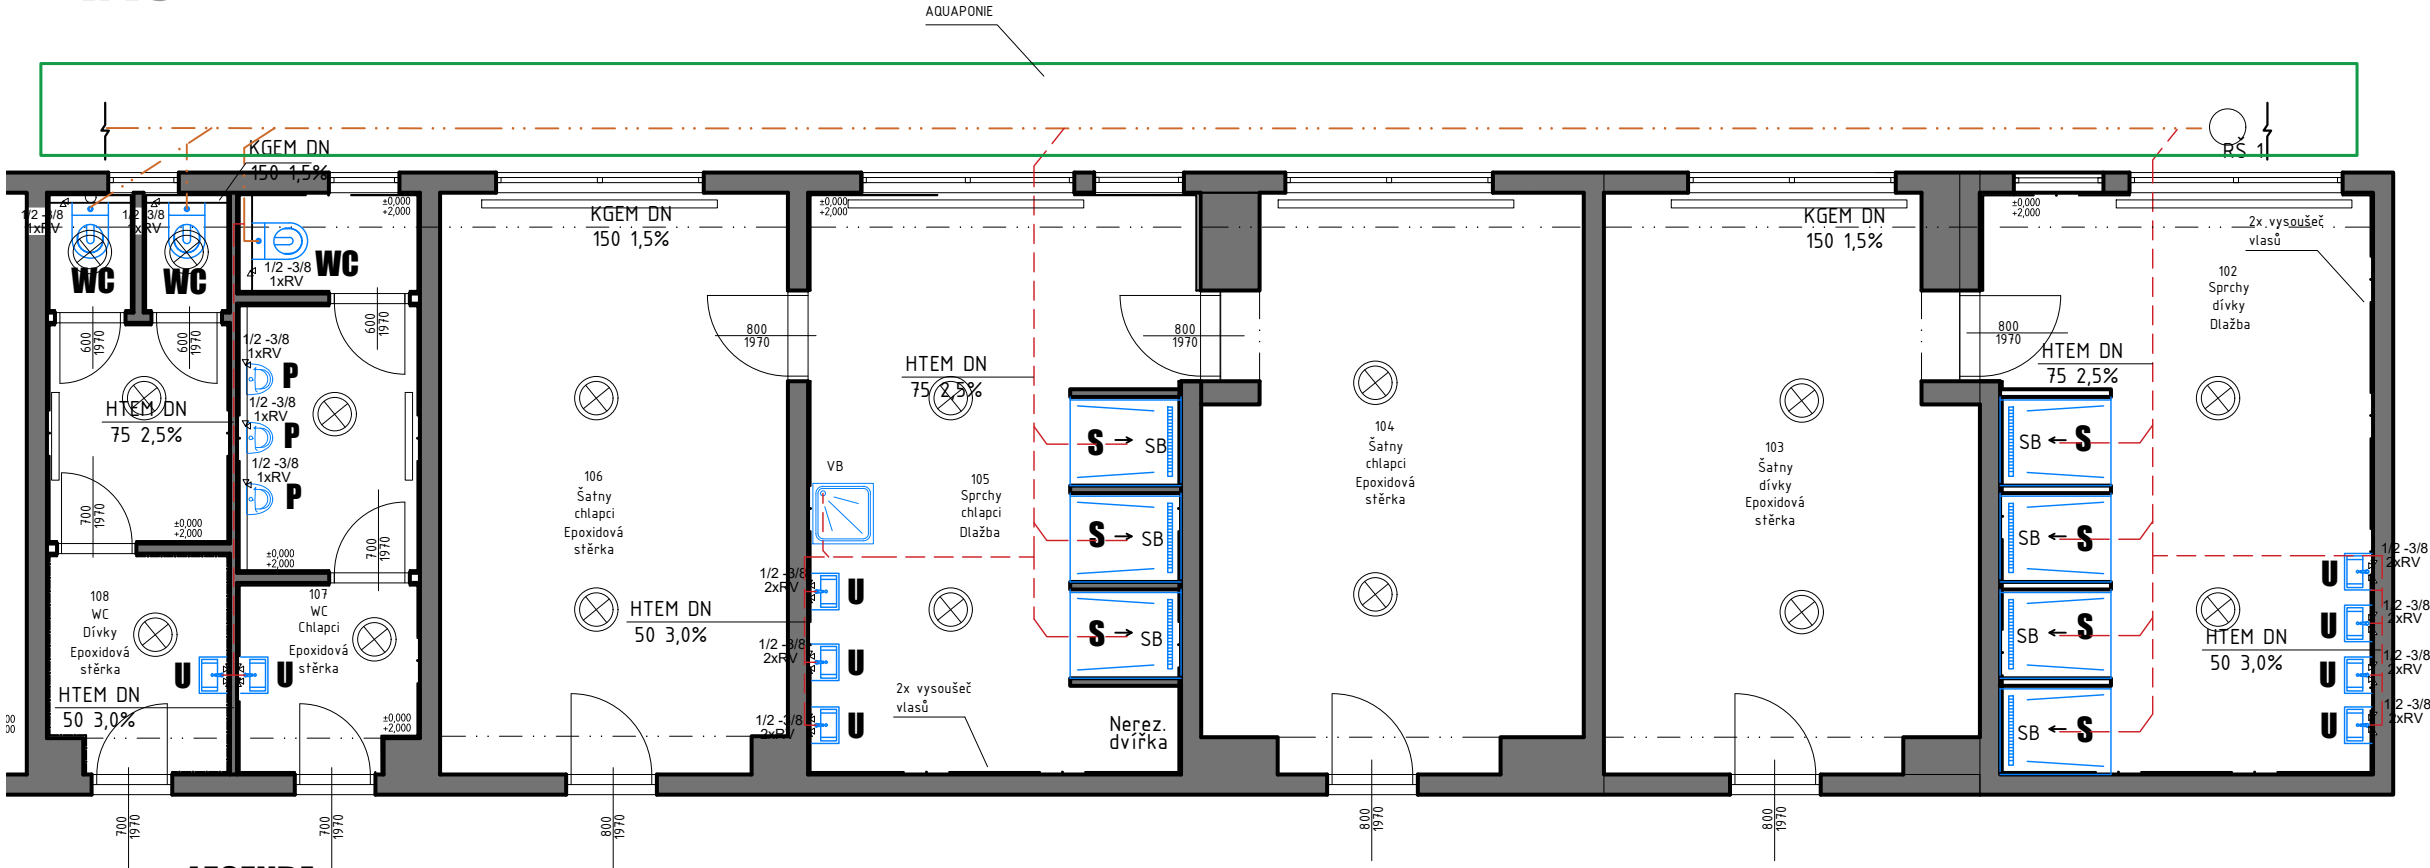 AQUAPONIE
KGEM DN
150 1,5%
RŠ 1
1/2 -3/8
1xRV
1/2 -3/8
1xRV
WC
WC
1/2 -3/8
1xRV
WC
±0,000
+2,000
KGEM DN
150 1,5%
±0,000
+2,000
KGEM DN
150 1,5%
±0,000
+2,000
2x vysoušeč
vlasů
102
Sprchy
dívky
Dlažba
600
1970
600
1970
600
1970
800
1970
800
1970
800
1970
1/2 -3/8
1xRV
P
1/2 -3/8
1xRV
P
1/2 -3/8
1xRV
P
HTEM DN
75 2,5%
HTEM DN
75 2,5%
HTEM DN
75 2,5%
S
SB
S
SB
S
SB
SB
S
SB
S
SB
S
SB
S
VB
106
Šatny
chlapci
Epoxidová
stěrka
105
Sprchy
chlapci
Dlažba
104
Šatny
chlapci
Epoxidová
stěrka
103
Šatny
dívky
Epoxidová
stěrka
700
1970
±0,000
+2,000
±0,000
+2,000
700
1970
108
WC
Dívky
Epoxidová
stěrka
107
WC
Chlapci
Epoxidová
stěrka
U
U
HTEM DN
50 3,0%
±0,000
+2,000
HTEM DN
50 3,0%
1/2 -3/8
2xRV
U
1/2 -3/8
2xRV
U
1/2 -3/8
2xRV
U
2x vysoušeč
vlasů
Nerez.
dvířka
U
1/2 -3/8
2xRV
U
1/2 -3/8
2xRV
HTEM DN
50 3,0%
U
1/2 -3/8
2xRV
U
1/2 -3/8
2xRV
700
1970
700
1970
800
1970
800
1970
800
1970